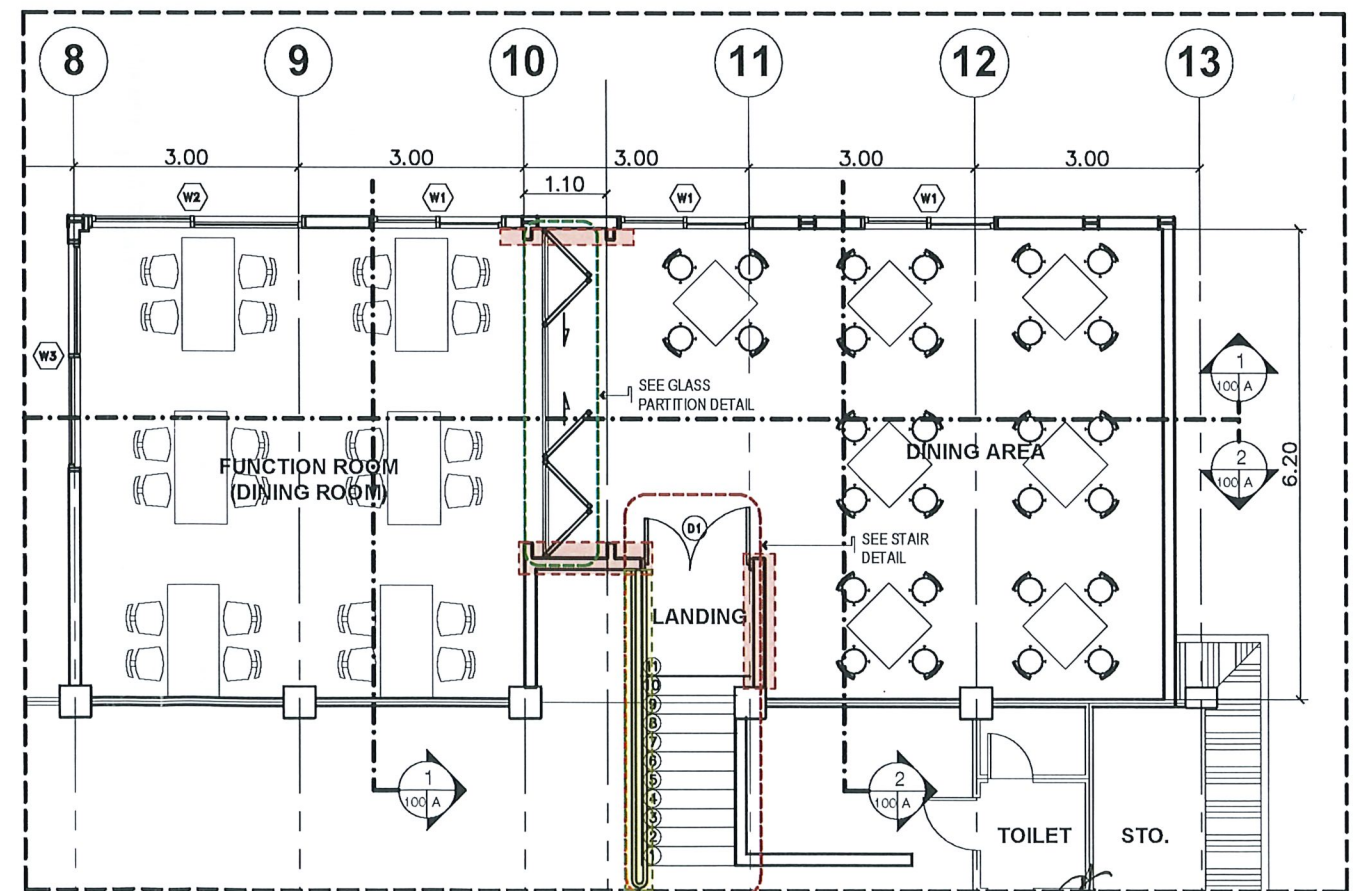 8
9
10
11
12
13
3.00
3.00
3.00
3.00
3.00
1.10
W2
W1
W1
W1
W3
SEE GLASS
PARTITION DETAIL
1
100 A
2
100 A
6.20
FUNCTION ROOM
(DINING ROOM)
DINING AREA
D1
SEE STAIR
DETAIL
LANDING
11
10
9
8
7
6
5
4
3
2
1
1
100 A
2
100 A
TOILET
STO.